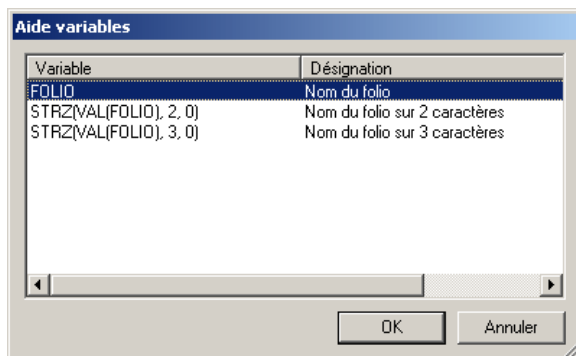 Aide variables
Variable Désignation
FOLIO Nom du folio
STRZ(VAL(FOLIO), 2, 0) Nom du folio sur 2 caractères
STRZ(VAL(FOLIO), 3, 0) Nom du folio sur 3 caractères
OK Annuler